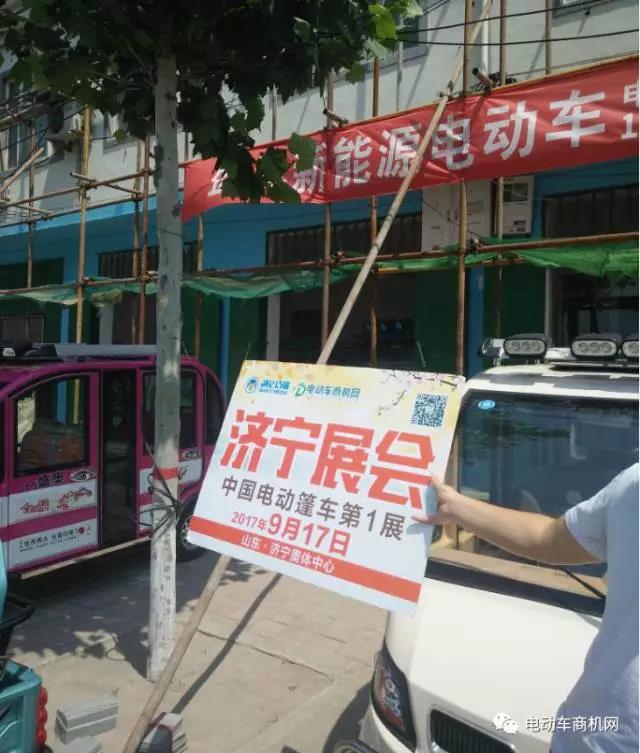 新能源电动车
电动车商机网
济宁展会
中国电动篷车第1展
2017年9月17日
山东·济宁奥体中心
盛生
电动车商机网